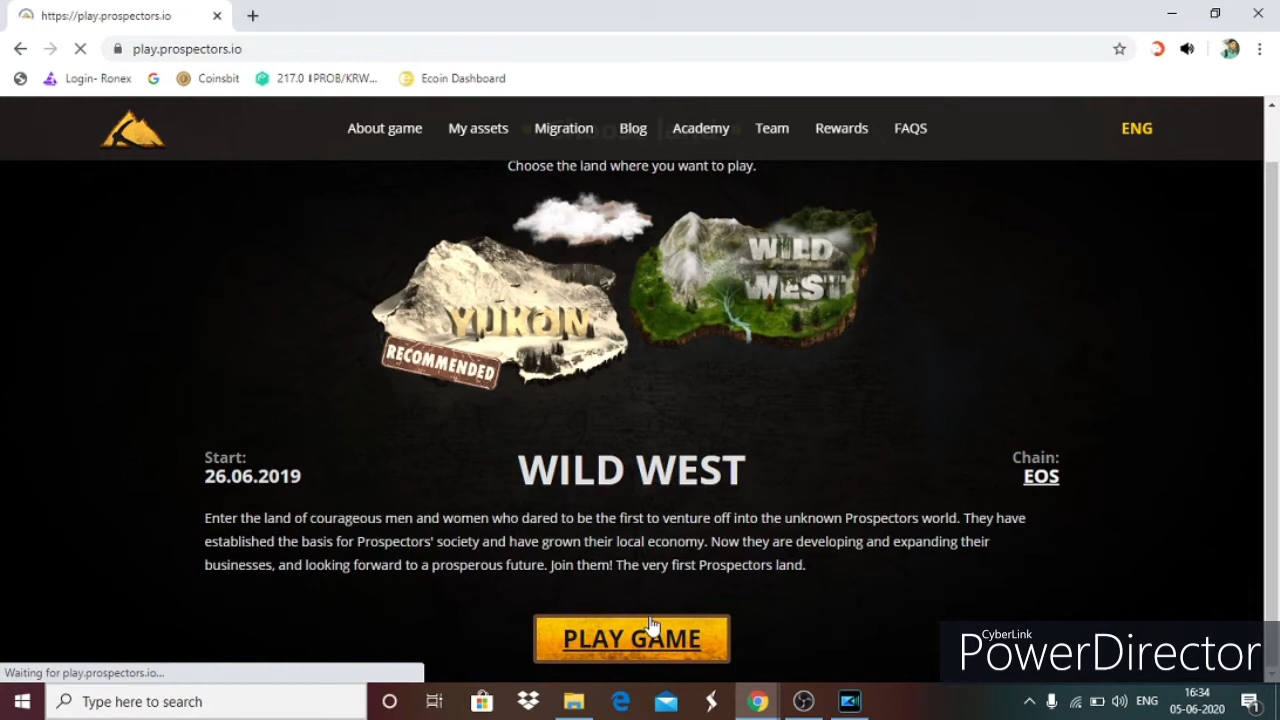 https://play.prospectors.io
play.prospectors.io
Login- Ronex
Coinsbit
217.0 ⬇PROB/KRW...
Ecoin Dashboard
About game
My assets
Migration
Blog
Academy
Team
Rewards
FAQS
ENG
Choose the land where you want to play.
WILD
WEST
YUKON
RECOMMENDED
Start:
26.06.2019
WILD WEST
Chain:
EOS
Enter the land of courageous men and women who dared to be the first to venture off into the unknown Prospectors world. They have
established the basis for Prospectors' society and have grown their local economy. Now they are developing and expanding their
businesses, and looking forward to a prosperous future. Join them! The very first Prospectors land.
PLAY GAME
CyberLink
PowerDirector
Waiting for play.prospectors.io...
Type here to search
ENG
16:34
05-06-2020
1